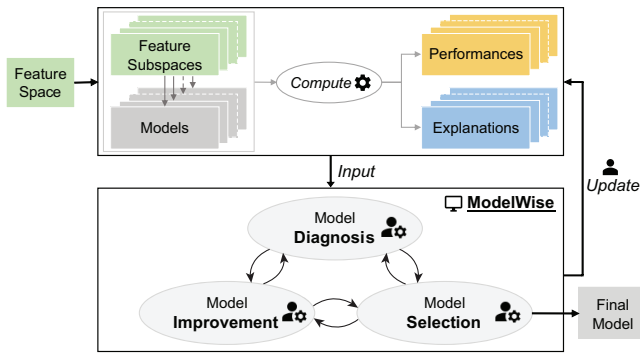 Feature
Space
Feature
Subspaces
Models
Compute
Performances
Explanations
Input
Update
ModelWise
Model
Diagnosis
Model
Improvement
Model
Selection
Final
Model